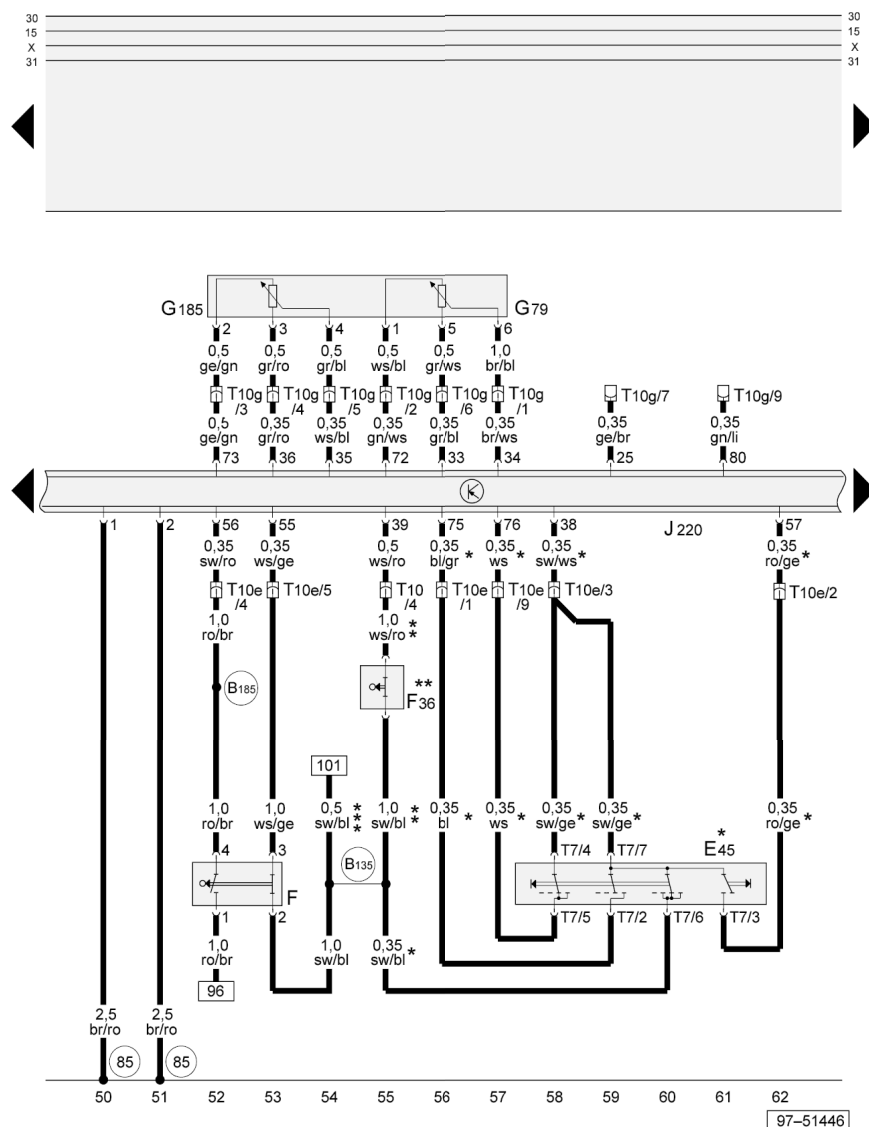 30 30
15 15
X X
31 31
G185 G79
2 3 4 1 5 6
0,5 0,5 0,5 0,5 0,5 1,0
ge/gn gr/ro gr/bl ws/bl gr/ws br/bl
T10g T10g T10g T10g T10g T10g T10g/7 T10g/9
/3 /4 /5 /2 /6 /1
0,5 0,35 0,35 0,35 0,35 0,35 0,35 0,35
ge/gn gr/ro ws/bl gn/ws gr/bl br/ws ge/br gn/li
73 36 35 72 33 34 25 80
J220
1 2 56 55 39 75 76 38 57
0,35 0,35 0,5 0,35 0,35 0,35 0,35
sw/ro ws/ge ws/ro bl/gr * ws * sw/ws * ro/ge *
T10e T10e/5 T10 T10e T10e T10e/3 T10e/2
/4 /4 /1 /9
1,0 1,0 *
ro/br ws/ro *
B185
**
F36
101
1,0 1,0 0,5 * 1,0 * 0,35 0,35 0,35 0,35 0,35
ro/br ws/ge sw/bl * * sw/bl * bl * ws * sw/ge * sw/ge * ro/ge *
4 3 T7/4 T7/7 *
E45
B135
F
1 2 T7/5 T7/2 T7/6 T7/3
1,0 1,0 0,35
ro/br sw/bl sw/bl *
96
2,5 2,5
br/ro br/ro
85 85
50 51 52 53 54 55 56 57 58 59 60 61 62
97–51446